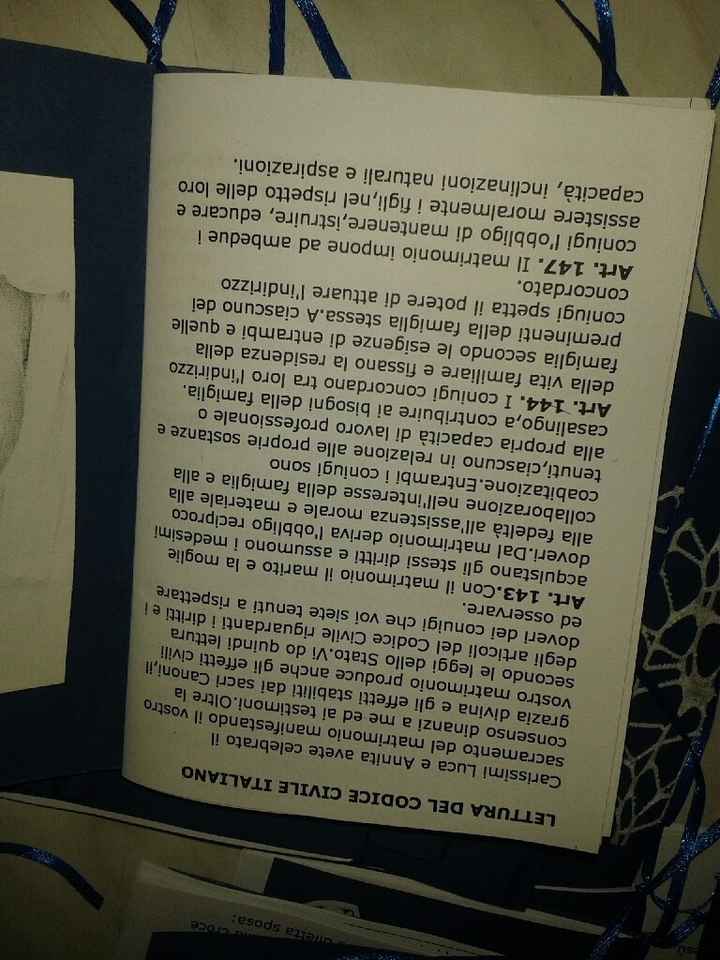 LETTURA DEL CODICE CIVILE ITALIANO
Carissimi Luca e Annita avete celebrato il
sacramento del matrimonio manifestando il vostro
consenso dinanzi a me ed ai testimoni.Oltre la
grazia divina e gli effetti stabiliti dai sacri Canoni,il
vostro matrimonio produce anche gli effetti civili
secondo le leggi dello Stato.Vi do quindi lettura
degli articoli del Codice Civile riguardanti i diritti e i
doveri dei coniugi che voi siete tenuti a rispettare
ed osservare.
Art. 143.Con il matrimonio il marito e la moglie
acquistano gli stessi diritti e assumono i medesimi
doveri.Dal matrimonio deriva l'obbligo reciproco
alla fedeltà all'assistenza morale e materiale alla
collaborazione nell'interesse della famiglia e alla
coabitazione.Entrambi i coniugi sono
tenuti,ciascuno in relazione alle proprie sostanze e
alla propria capacità di lavoro professionale o
casalingo,a contribuire ai bisogni della famiglia.
Art. 144. I coniugi concordano tra loro l'indirizzo
della vita familiare e fissano la residenza della
famiglia secondo le esigenze di entrambi e quelle
preminenti della famiglia stessa.A ciascuno dei
coniugi spetta il potere di attuare l'indirizzo
concordato.
Art. 147. Il matrimonio impone ad ambedue i
coniugi l'obbligo di mantenere,istruire, educare e
assistere moralmente i figli,nel rispetto delle loro
capacità, inclinazioni naturali e aspirazioni.
Croce
diletta sposa: